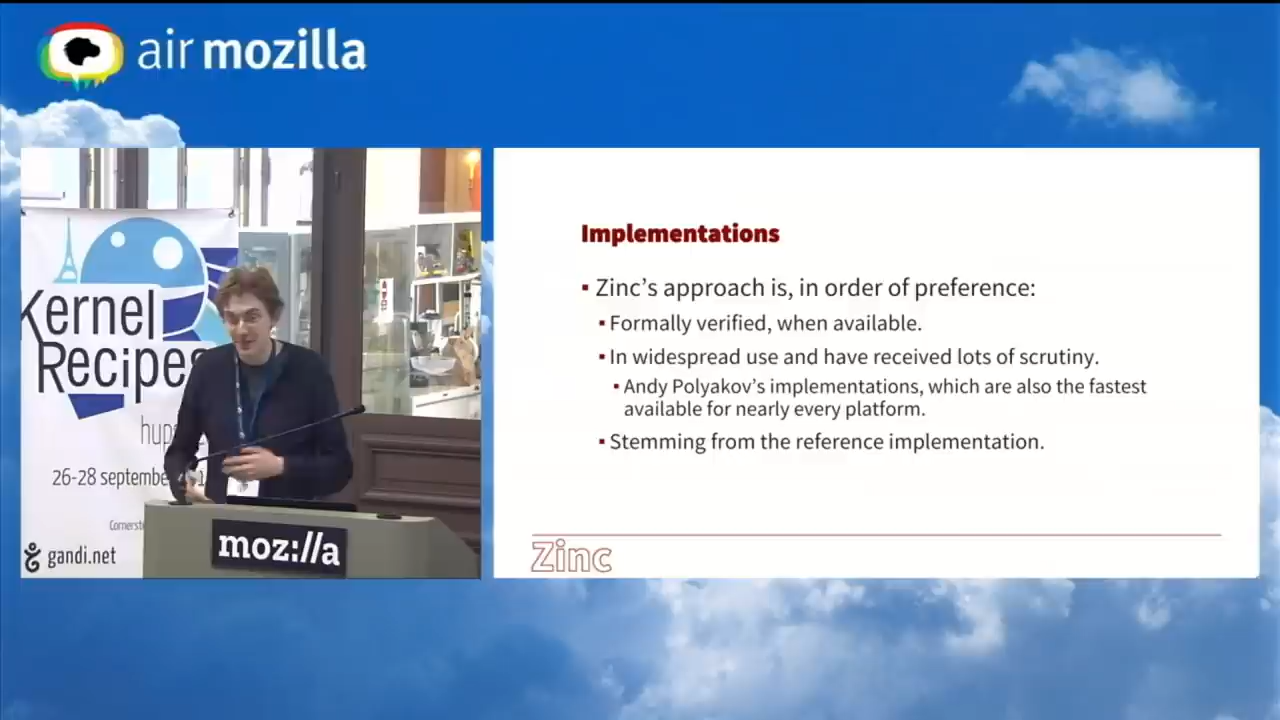 air mozilla
Kernel
Recipes
26-28 septembe
gandi.net
moz://a
Implementations
Zinc's approach is, in order of preference:
Formally verified, when available.
In widespread use and have received lots of scrutiny.
Andy Polyakov's implementations, which are also the fastest
available for nearly every platform.
Stemming from the reference implementation.
Zinc